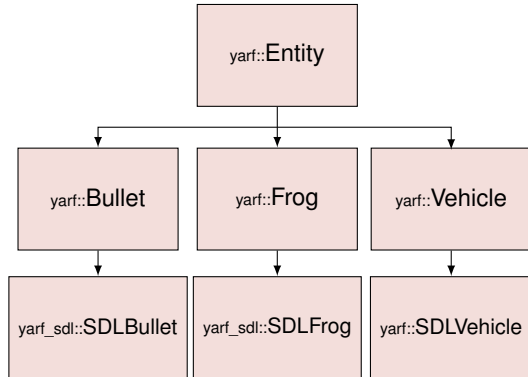 yarf::Entity
yarf::Bullet
yarf::Frog
yarf::Vehicle
yarf_sdl::SDLBullet
yarf_sdl::SDLFrog
yarf::SDLVehicle